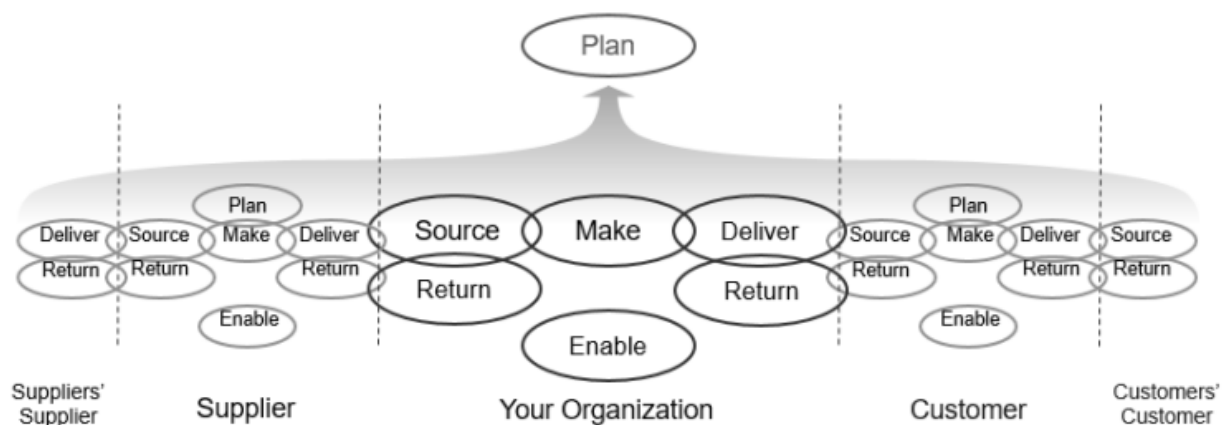 Plan
Plan
Plan
Deliver Source Make Deliver Source Make Deliver Source Make Deliver Source
Return Return Return Return Return Return Return Return
Enable Enable Enable
Suppliers’ Supplier Your Organization Customer Customers’
Supplier Customer